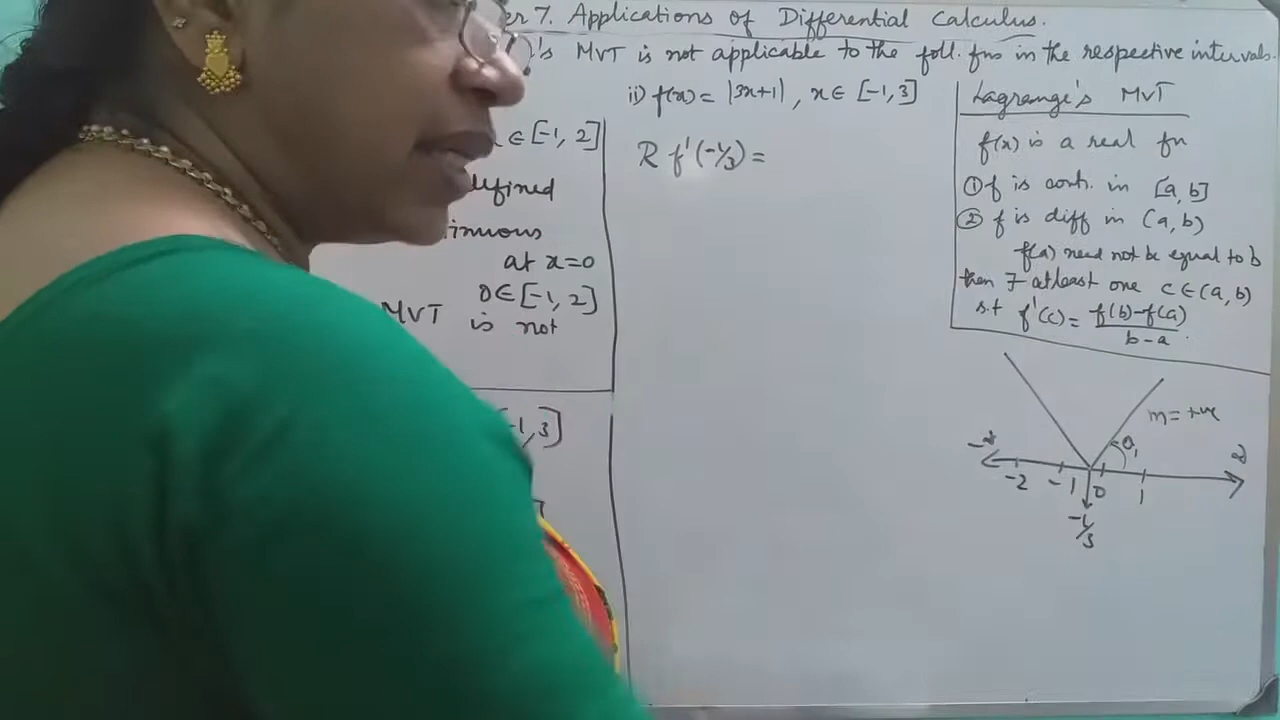 er 7. Applications of Differential Calculus.
's MVT is not applicable to the foll. fns in the respective intervals.
∈ [-1, 2]
defined
tinuous
at x=0
0∈[-1, 2]
MVT is not
-1, 3]
ii) f(x) = |3x+1|, x ∈ [-1, 3]
R f'(-1/3) =
Lagrange's MVT
f(x) is a real fn
① f is conti. in [a, b]
② f is diff in (a, b)
f(a) need not be equal to b
then ∃ atleast one c ∈ (a, b)
s.t f'(c) = f(b)-f(a) / b-a.
m = +ve
θ₁
-∞ -2 -1 0 1 ∞
-1/3